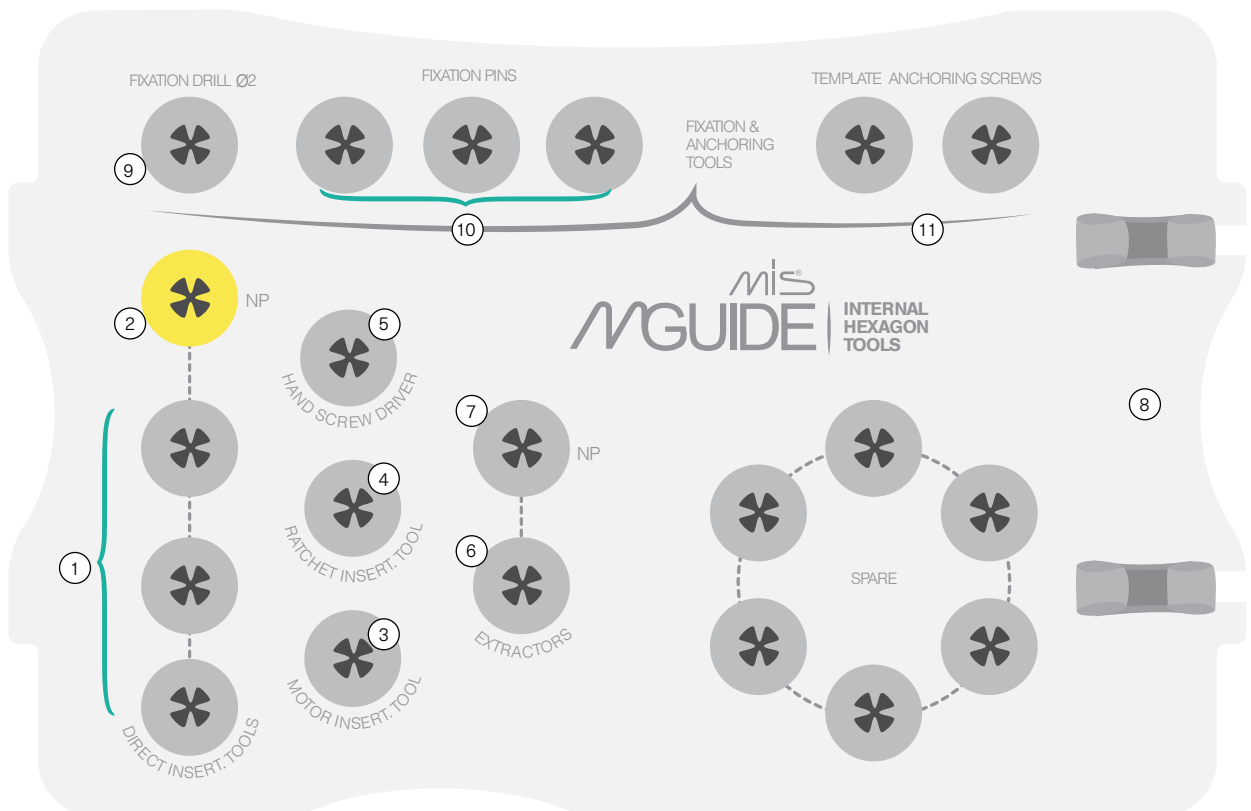 FIXATION DRILL Ø2
FIXATION PINS
TEMPLATE ANCHORING SCREWS
FIXATION &
ANCHORING
TOOLS
9
10
11
2
NP
5
HAND SCREW DRIVER
mis®
MGUIDE
INTERNAL
HEXAGON
TOOLS
8
7
NP
4
RATCHET INSERT. TOOL
1
6
EXTRACTORS
SPARE
3
MOTOR INSERT. TOOL
DIRECT INSERT. TOOLS